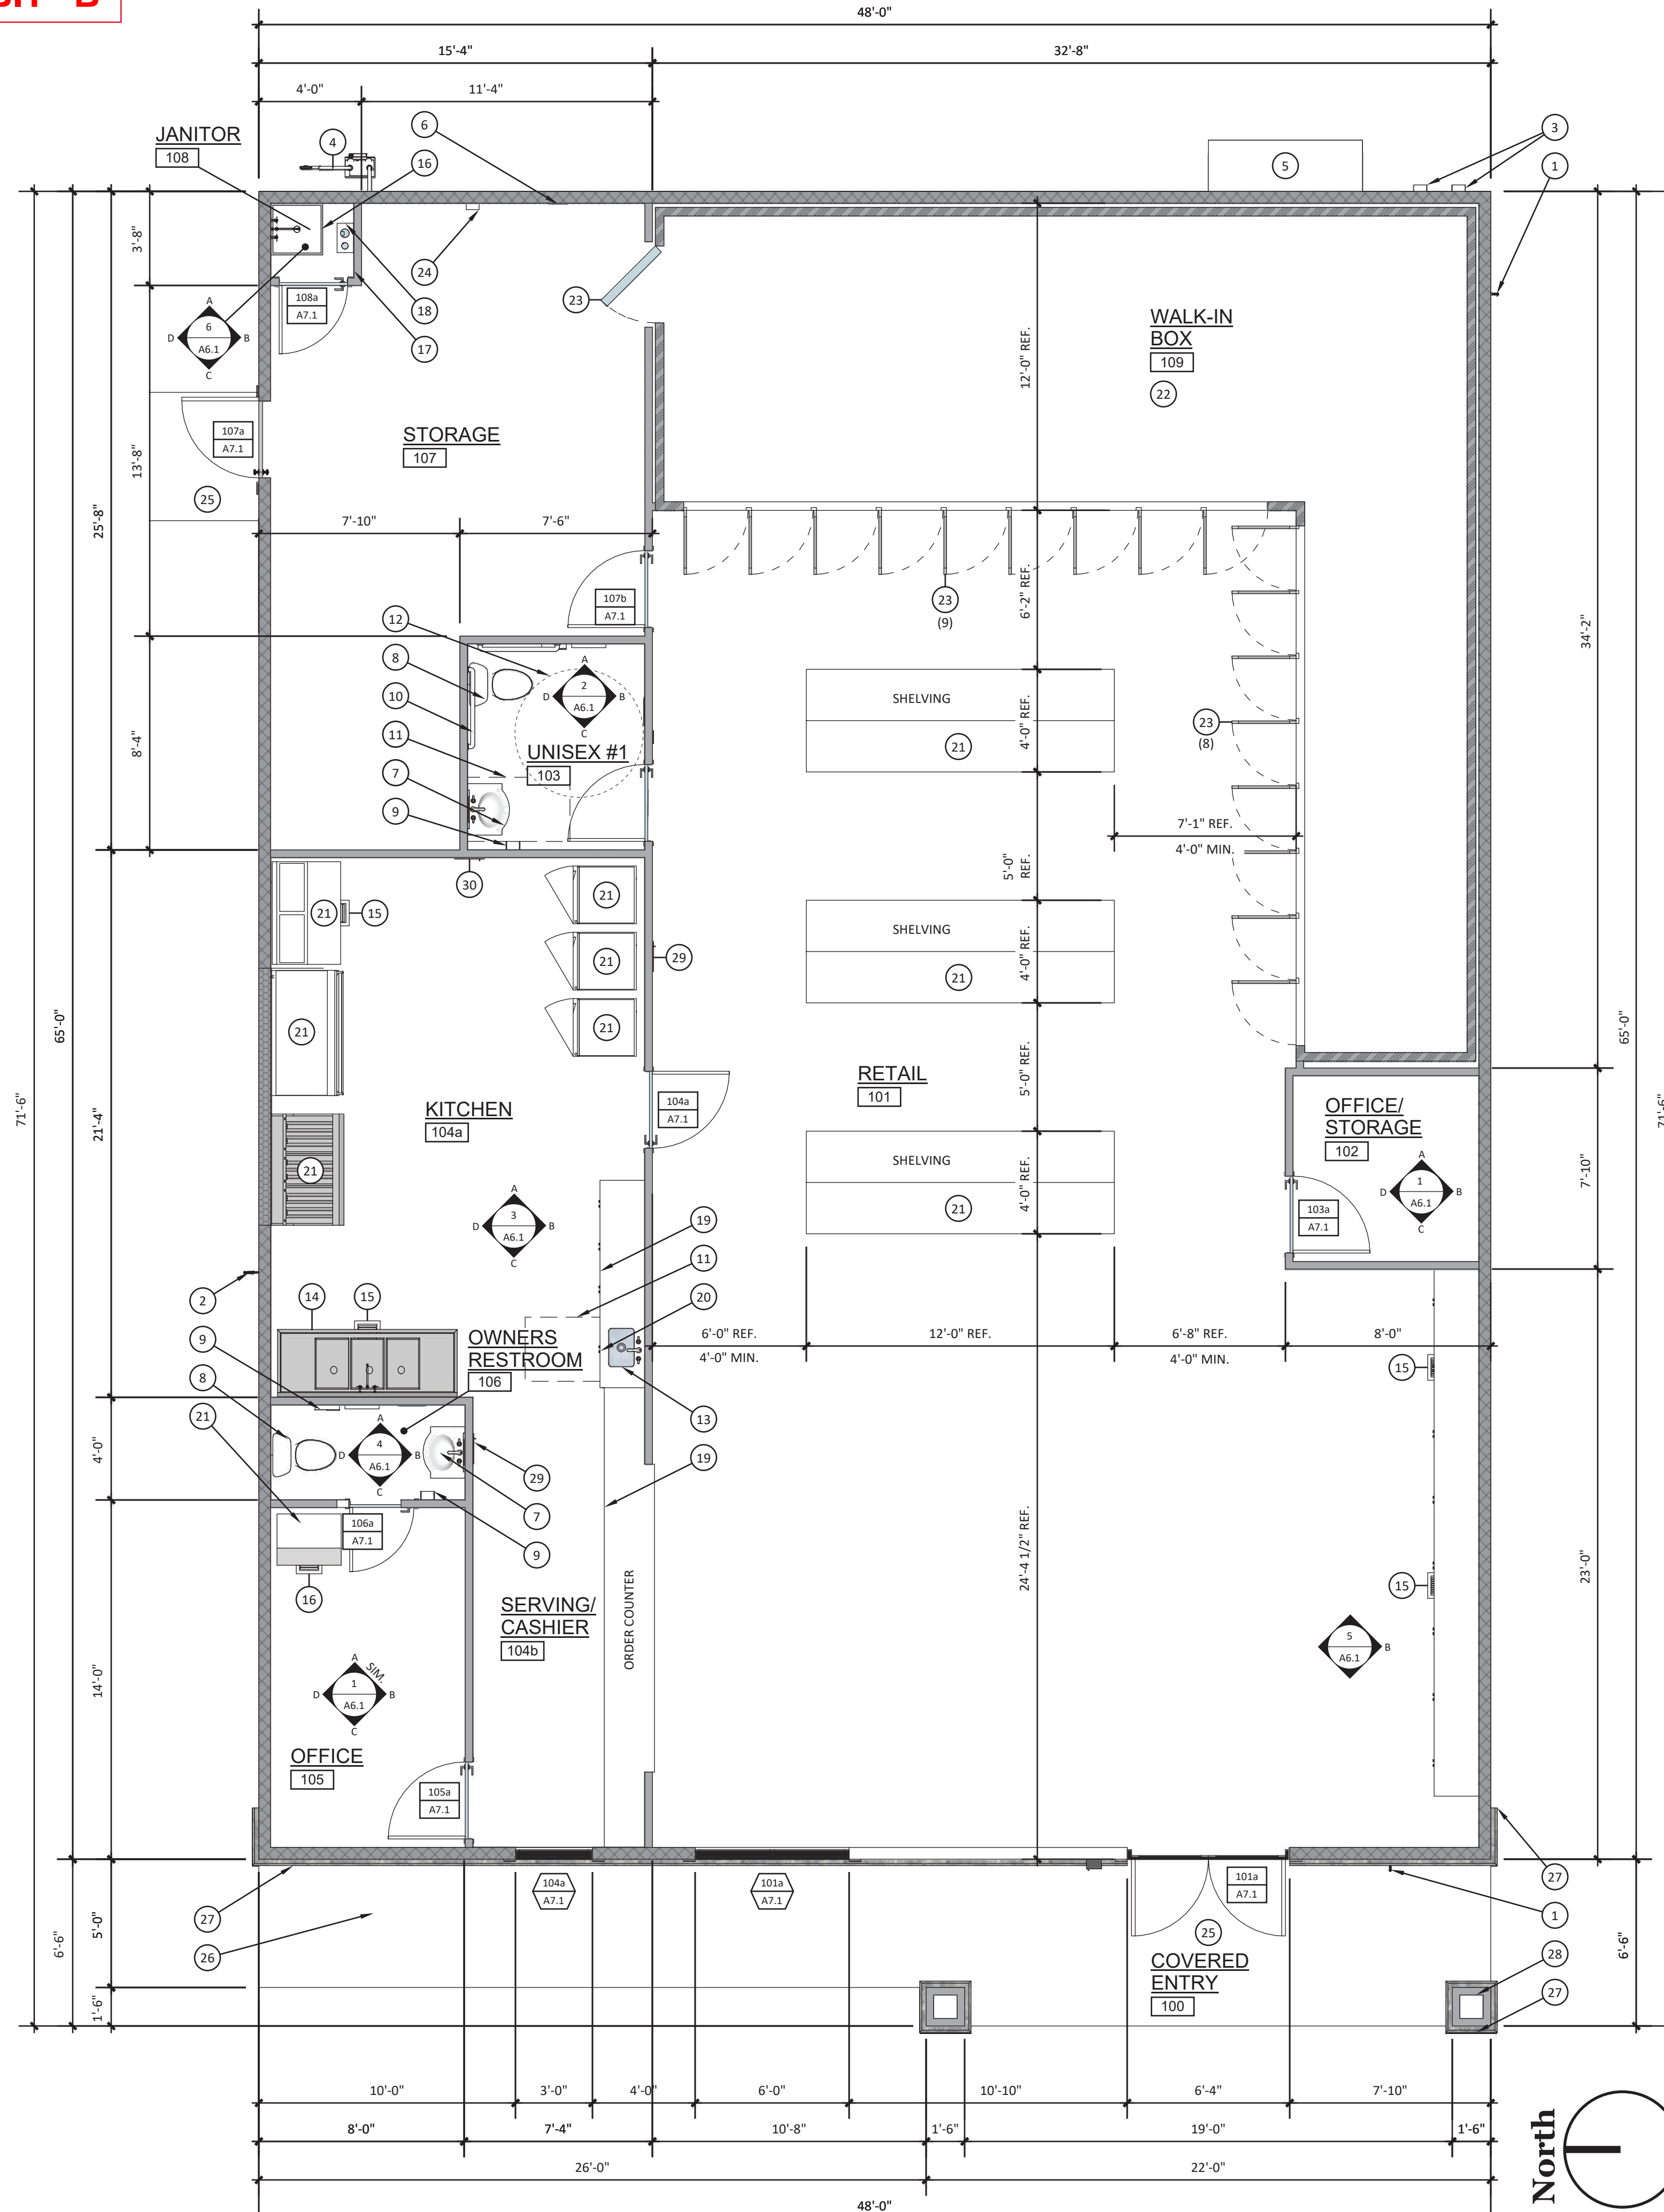 48'-0"
15'-4"
32'-8"
4'-0"
11'-4"
JANITOR
108
4
6
16
5
3
1
3'-8"
24
18
17
108a
A7.1
23
A
D 6 B
A6.1
C
WALK-IN
BOX
109
22
12'-0" REF.
107a
A7.1
STORAGE
107
13'-8"
25
25'-8"
7'-10"
7'-6"
107b
A7.1
23
(9)
6'-2" REF.
34'-2"
12
8
10
11
7
9
A
D 2 B
A6.1
C
UNISEX #1
103
8'-4"
SHELVING
21
4'-0" REF.
23
(8)
7'-1" REF.
4'-0" MIN.
5'-0"
REF.
30
21
15
21
21
21
29
SHELVING
21
4'-0" REF.
21
65'-0"
71'-6"
65'-0"
71'-6"
5'-0" REF.
RETAIL
101
KITCHEN
104a
104a
A7.1
21'-4"
21
OFFICE/
STORAGE
102
A
D 1 B
A6.1
C
103a
A7.1
7'-10"
SHELVING
21
4'-0" REF.
A
D 3 B
A6.1
C
19
11
20
2
14
15
9
8
21
OWNERS
RESTROOM
106
6'-0" REF.
4'-0" MIN.
12'-0" REF.
6'-8" REF.
4'-0" MIN.
8'-0"
15
13
19
A
D 4 B
A6.1
C
4'-0"
29
7
9
106a
A7.1
16
24'-4 1/2" REF.
23'-0"
15
SERVING/
CASHIER
104b
ORDER COUNTER
5 B
A6.1
14'-0"
A
SIM.
D 1 B
A6.1
C
OFFICE
105
105a
A7.1
27
26
104a
A7.1
101a
A7.1
101a
A7.1
25
COVERED
ENTRY
100
27
1
28
27
5'-0"
6'-6"
1'-6"
6'-6"
10'-0"
3'-0"
4'-0"
6'-0"
10'-10"
6'-4"
7'-10"
8'-0"
7'-4"
10'-8"
1'-6"
19'-0"
1'-6"
26'-0"
22'-0"
48'-0"
North